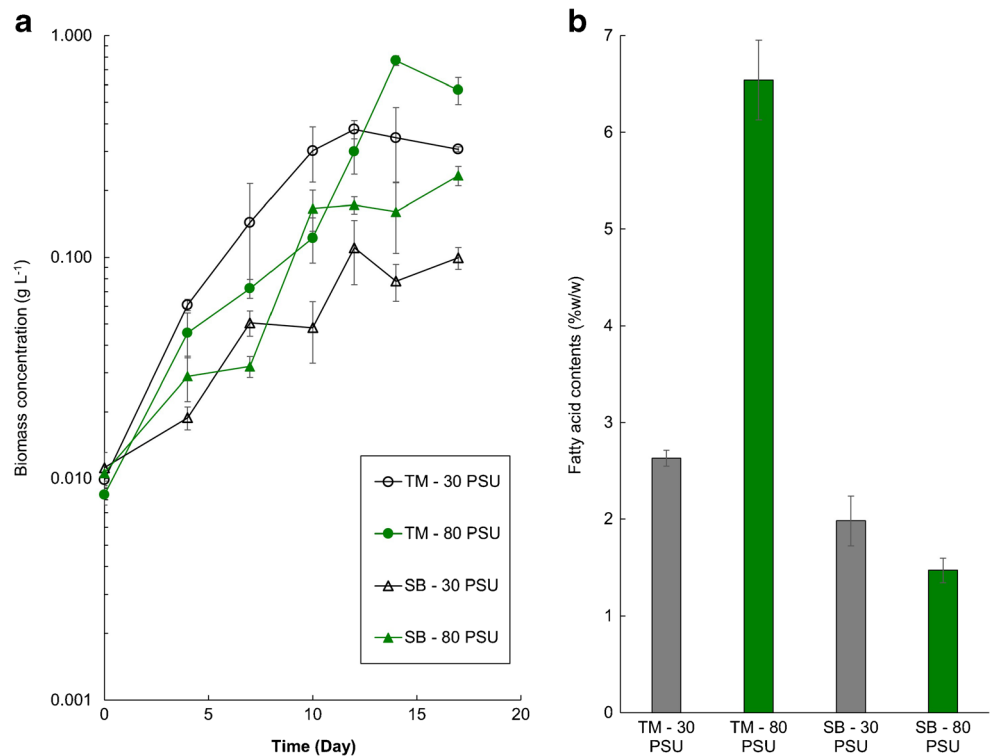 a
1.000
0.100
0.010
0.001
Biomass concentration (g L-1)
0
5
10
15
20
Time (Day)
TM - 30 PSU
TM - 80 PSU
SB - 30 PSU
SB - 80 PSU
b
7
6
5
4
3
2
1
0
Fatty acid contents (%w/w)
TM - 30
PSU
TM - 80
PSU
SB - 30
PSU
SB - 80
PSU